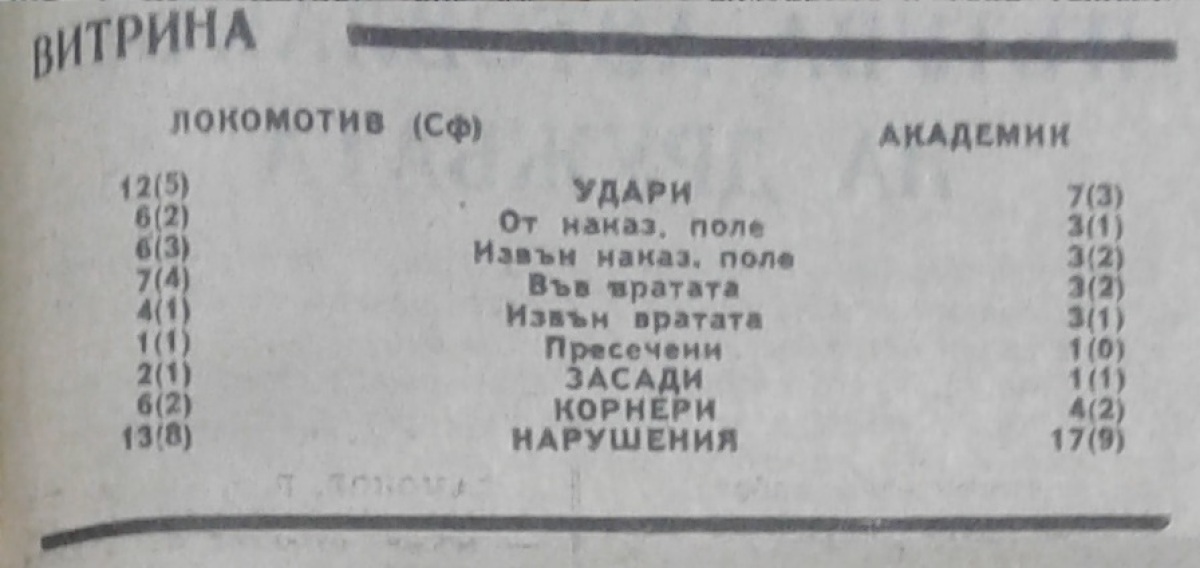 ВИТРИНА
ЛОКОМОТИВ (Сф) АКАДЕМИК
12(5) УДАРИ 7(3)
6(2) От наказ. поле 3(1)
6(3) Извън наказ. поле 3(2)
7(4) Във вратата 3(2)
4(1) Извън вратата 3(1)
1(1) Пресечени 1(0)
2(1) ЗАСАДИ 1(1)
6(2) КОРНЕРИ 4(2)
13(8) НАРУШЕНИЯ 17(9)